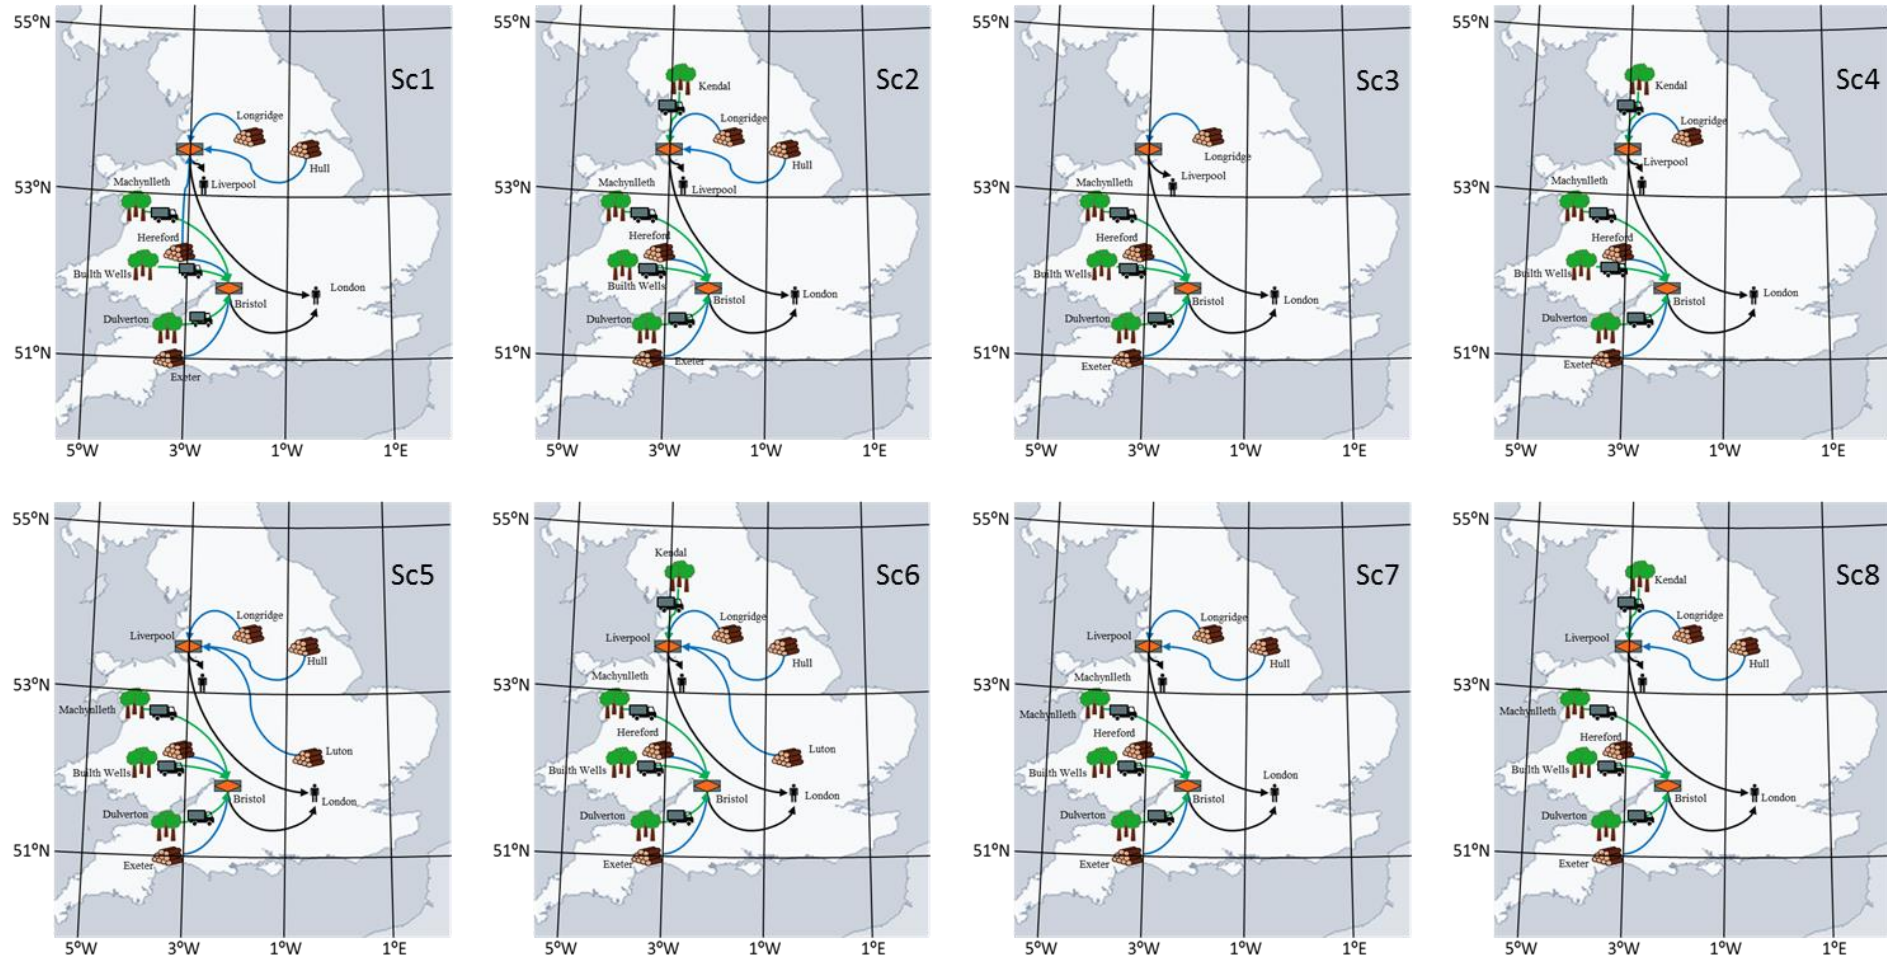 55°N
Sc1
Longridge
Hull
53°N
Machynlleth
Liverpool
Hereford
Builth Wells
London
Bristol
Dulverton
51°N
Exeter
5°W 3°W 1°W 1°E
Sc2
Kendal
Longridge
Hull
Machynlleth
Liverpool
Hereford
Builth Wells
London
Bristol
Dulverton
Exeter
5°W 3°W 1°W 1°E
55°N
Sc3
Longridge
53°N
Liverpool
Machynlleth
Hereford
Builth Wells
London
Bristol
Dulverton
51°N
Exeter
5°W 3°W 1°W 1°E
55°N
Sc4
Kendal
Longridge
Liverpool
53°N
Machynlleth
Hereford
Builth Wells
London
Bristol
Dulverton
51°N
Exeter
5°W 3°W 1°W 1°E
55°N
Sc5
Longridge
Liverpool
Hull
53°N
Machynlleth
Luton
Builth Wells
Bristol
London
Dulverton
51°N
Exeter
5°W 3°W 1°W 1°E
Kendal
Sc6
Longridge
Liverpool
Hull
Machynlleth
Hereford
Luton
Builth Wells
Bristol
London
Dulverton
Exeter
5°W 3°W 1°W 1°E
55°N
Sc7
Longridge
Liverpool
Hull
Machynlleth
53°N
Machynlleth
Hereford
Builth Wells
London
Bristol
Dulverton
51°N
Exeter
5°W 3°W 1°W 1°E
55°N
Sc8
Kendal
Longridge
Liverpool
Hull
53°N
Machynlleth
Hereford
Builth Wells
Bristol
London
Dulverton
51°N
Exeter
5°W 3°W 1°W 1°E